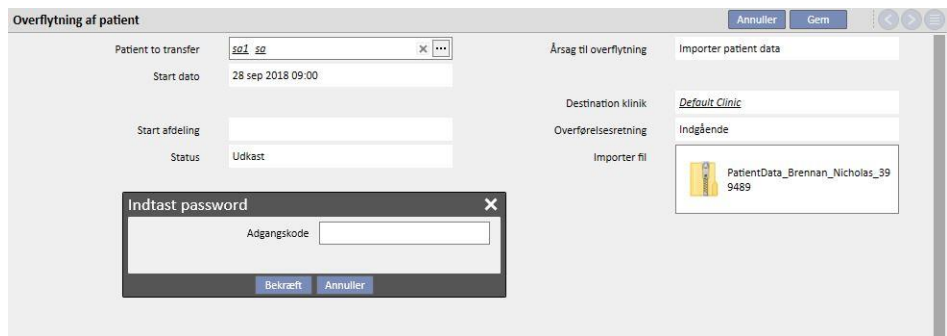 Overflytning af patient
Annuller
Gem
Patient to transfer
sa1 sa
Årsag til overflytning
Importer patient data
Start dato
28 sep 2018 09:00
Destination klinik
Default Clinic
Start afdeling
Overførelsesretning
Indgående
Status
Udkast
Importer fil
PatientData_Brennan_Nicholas_39
9489
Indtast password
Adgangskode
Bekræft
Annuller